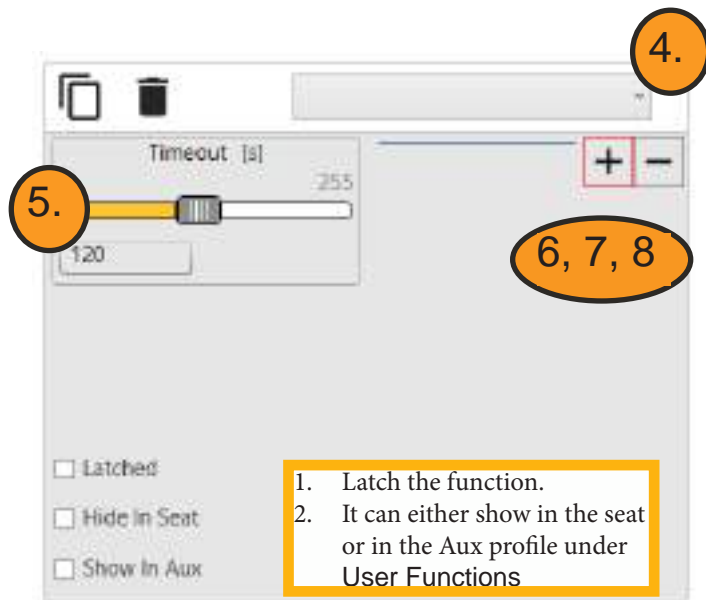 4.
Timeout [s]
255
5.
120
+ −
6, 7, 8
Latched
Hide In Seat
Show In Aux
1. Latch the function.
2. It can either show in the seat
or in the Aux profile under
User Functions